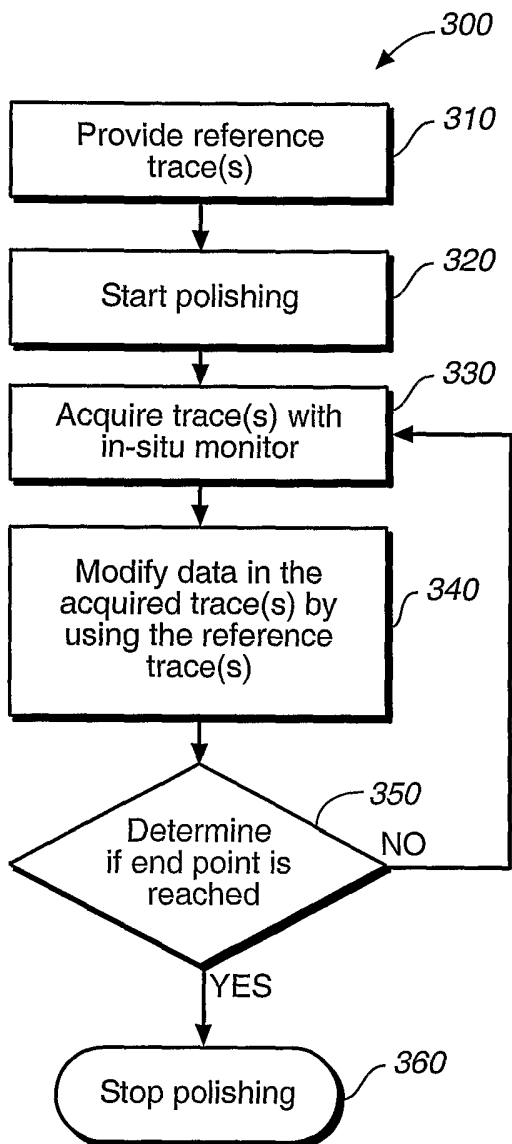 300
Provide reference
trace(s)
310
Start polishing
320
Acquire trace(s) with
in-situ monitor
330
Modify data in the
acquired trace(s) by
using the reference
trace(s)
340
Determine
if end point is
reached
350
NO
YES
Stop polishing
360